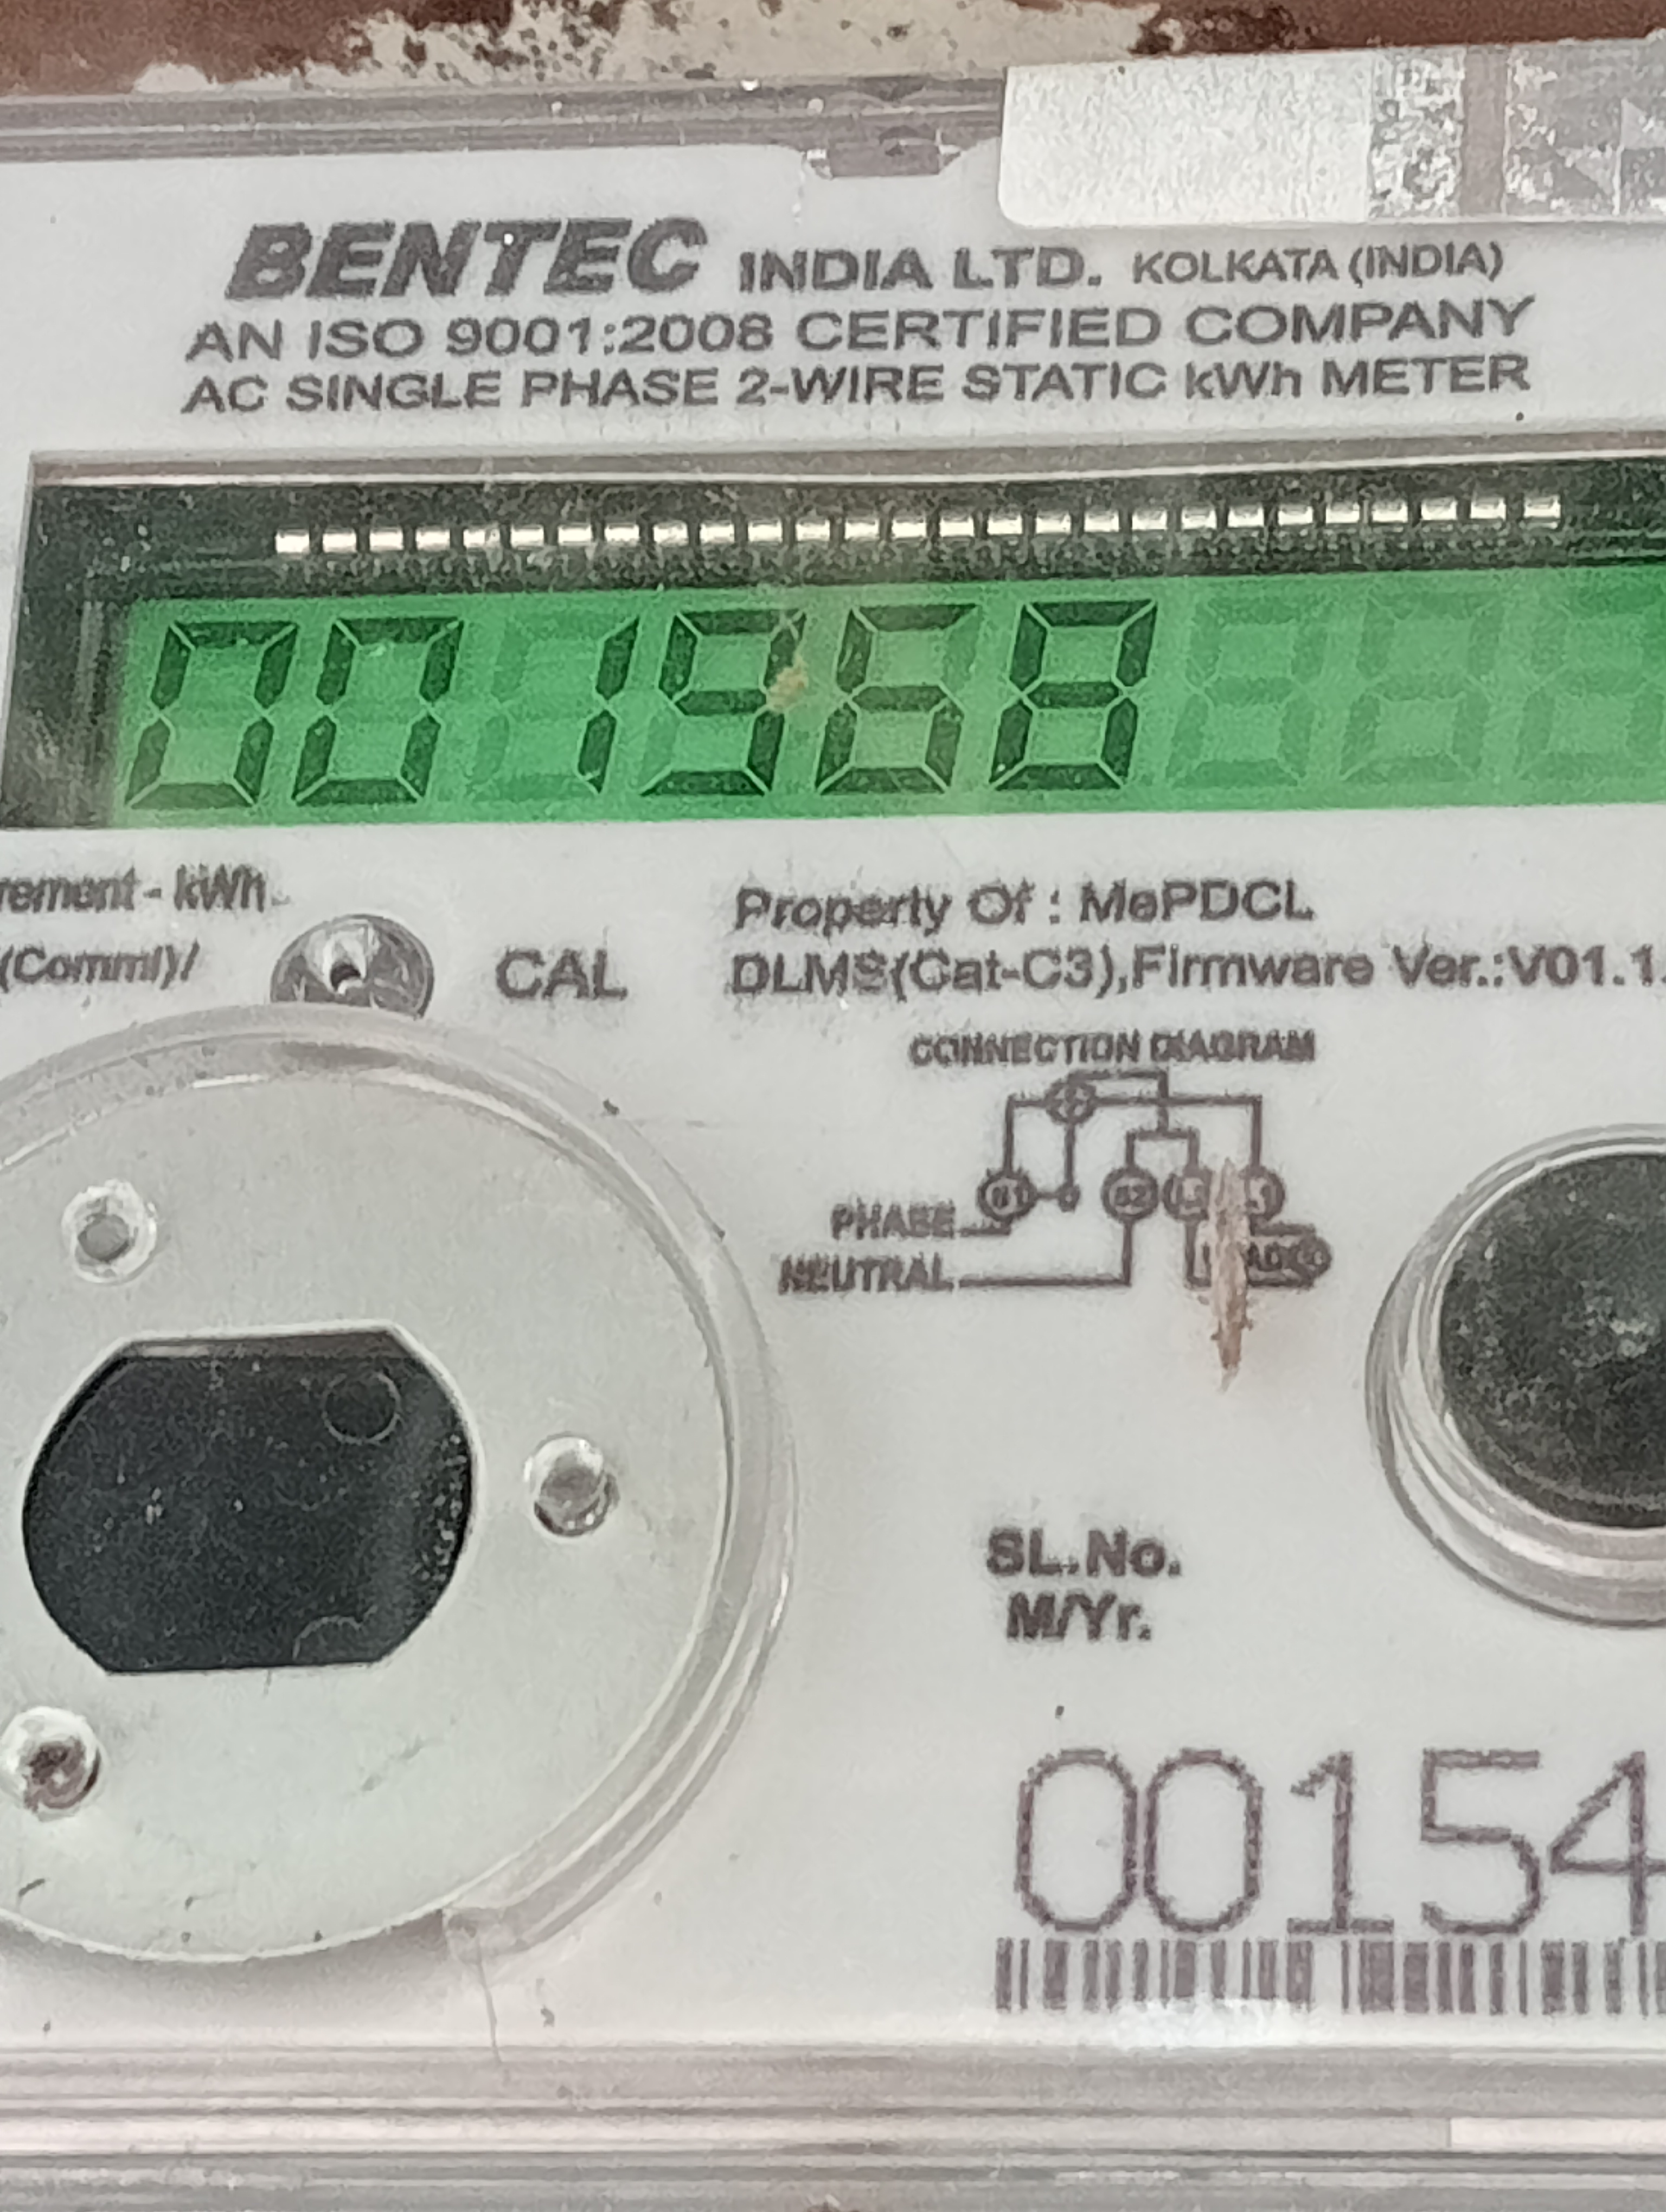 BENTEC INDIA LTD. KOLKATA (INDIA)
AN ISO 9001:2008 CERTIFIED COMPANY
AC SINGLE PHASE 2-WIRE STATIC kWh METER
001968
rement - kWh
(Comml)/
CAL
Property Of : MePDCL
DLMS(Cat-C3),Firmware Ver.:V01.1.
CONNECTION DIAGRAM
PHASE
NEUTRAL
SL.No.
M/Yr.
00154